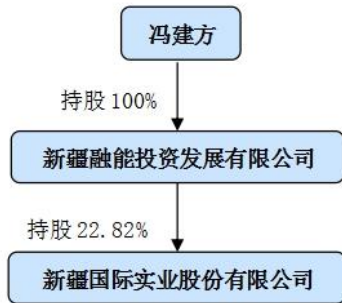 冯建方
持股 100%
新疆融能投资发展有限公司
持股 22.82%
新疆国际实业股份有限公司